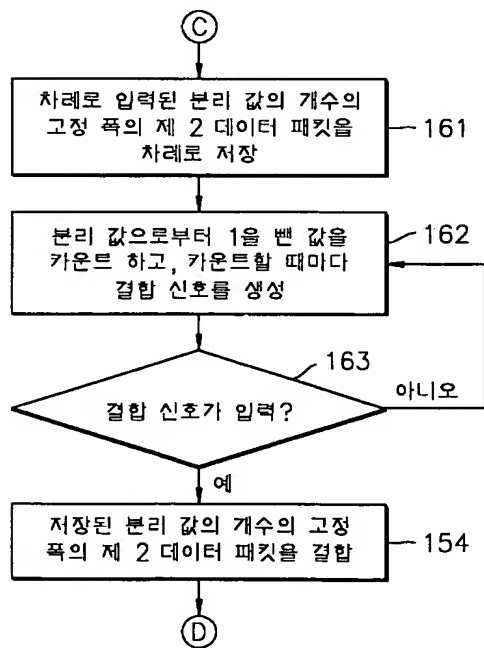 C
차례로 입력된 분리 값의 개수의
고정 폭의 제 2 데이터 패킷을
차례로 저장
161
분리 값으로부터 1을 뺀 값을
카운트 하고, 카운트할 때마다
결합 신호를 생성
162
163
결합 신호가 입력?
아니오
예
저장된 분리 값의 개수의 고정
폭의 제 2 데이터 패킷을 결합
154
D